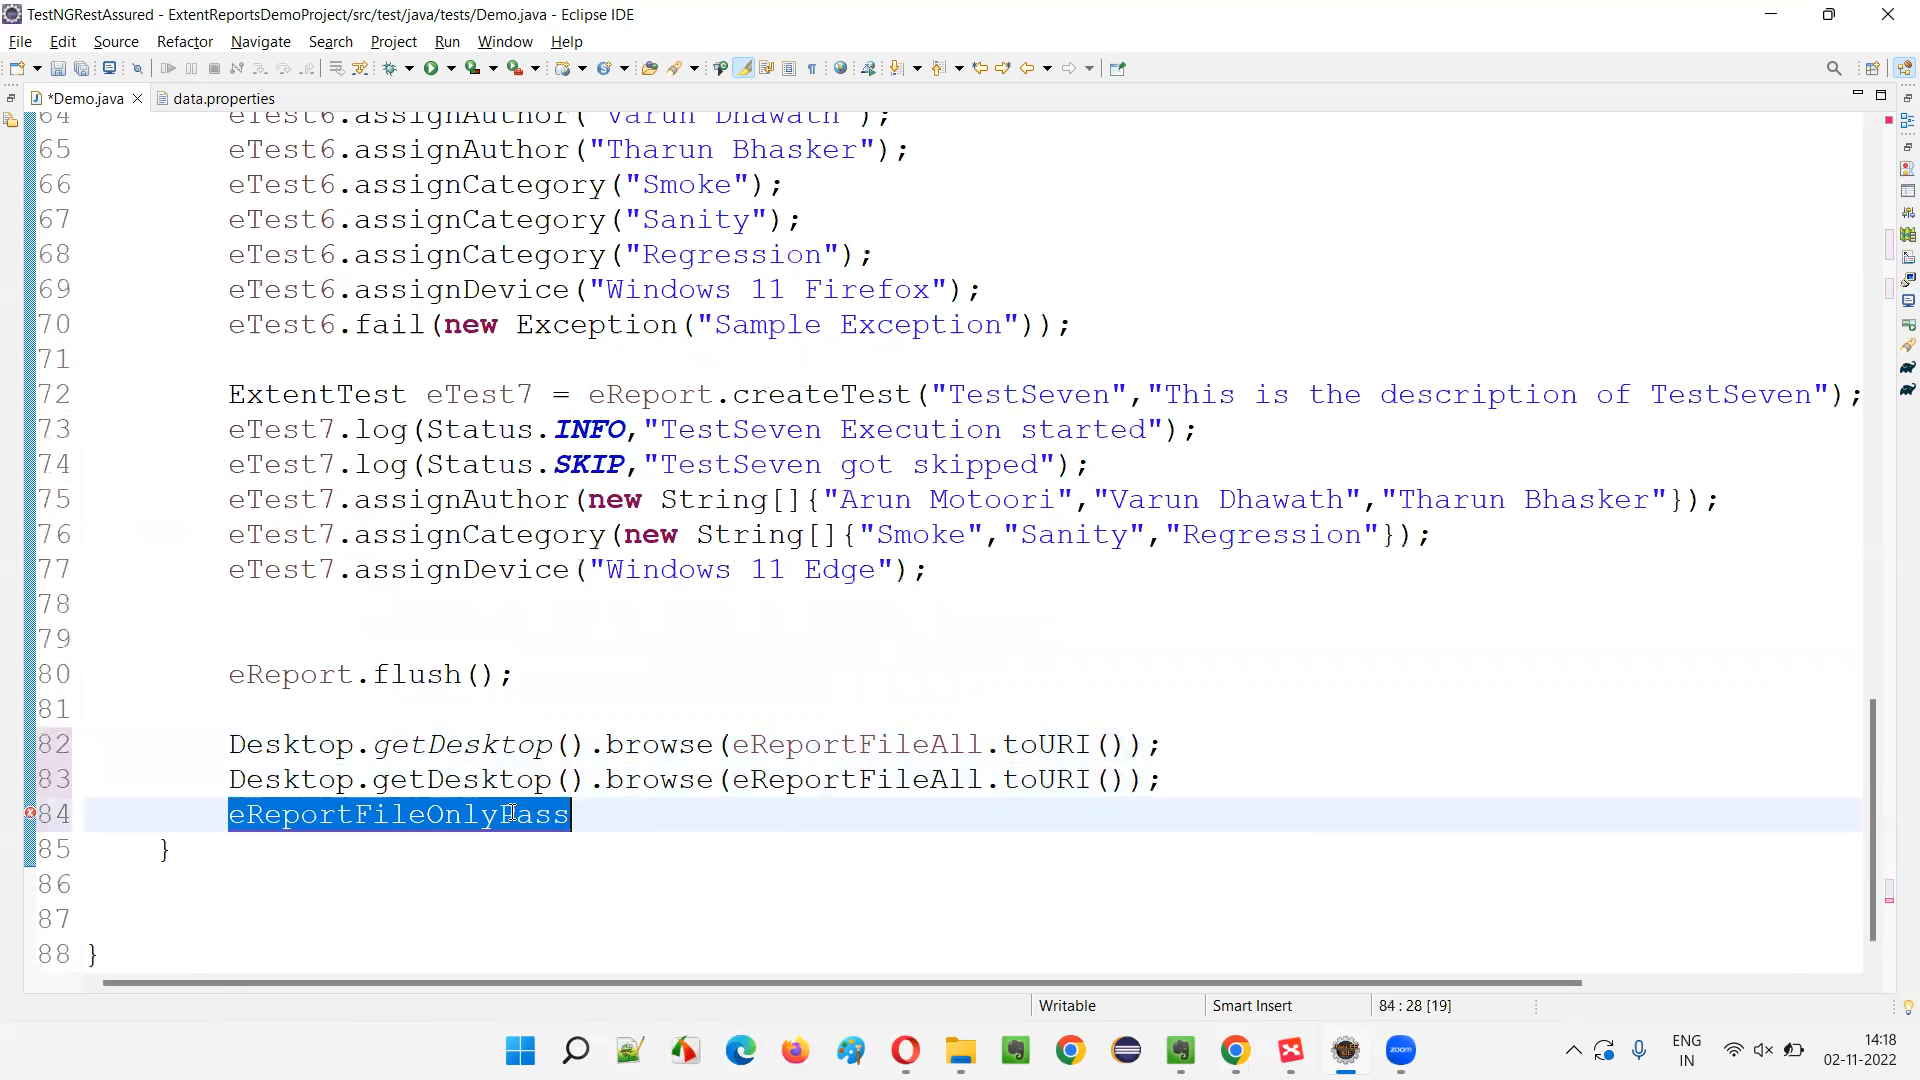 TestNGRestAssured - ExtentReportsDemoProject/src/test/java/tests/Demo.java - Eclipse IDE
File Edit Source Refactor Navigate Search Project Run Window Help
*Demo.java data.properties
64 eTest6.assignAuthor("Varun Dhawath");
65 eTest6.assignAuthor("Tharun Bhasker");
66 eTest6.assignCategory("Smoke");
67 eTest6.assignCategory("Sanity");
68 eTest6.assignCategory("Regression");
69 eTest6.assignDevice("Windows 11 Firefox");
70 eTest6.fail(new Exception("Sample Exception"));
71
72 ExtentTest eTest7 = eReport.createTest("TestSeven","This is the description of TestSeven");
73 eTest7.log(Status.INFO,"TestSeven Execution started");
74 eTest7.log(Status.SKIP,"TestSeven got skipped");
75 eTest7.assignAuthor(new String[]{"Arun Motoori","Varun Dhawath","Tharun Bhasker"});
76 eTest7.assignCategory(new String[]{"Smoke","Sanity","Regression"});
77 eTest7.assignDevice("Windows 11 Edge");
78
79
80 eReport.flush();
81
82 Desktop.getDesktop().browse(eReportFileAll.toURI());
83 Desktop.getDesktop().browse(eReportFileAll.toURI());
84 eReportFileOnlyPass
85 }
86
87
88 }
Writable Smart Insert 84 : 28 [19]
zoom
ENG
IN
14:18
02-11-2022